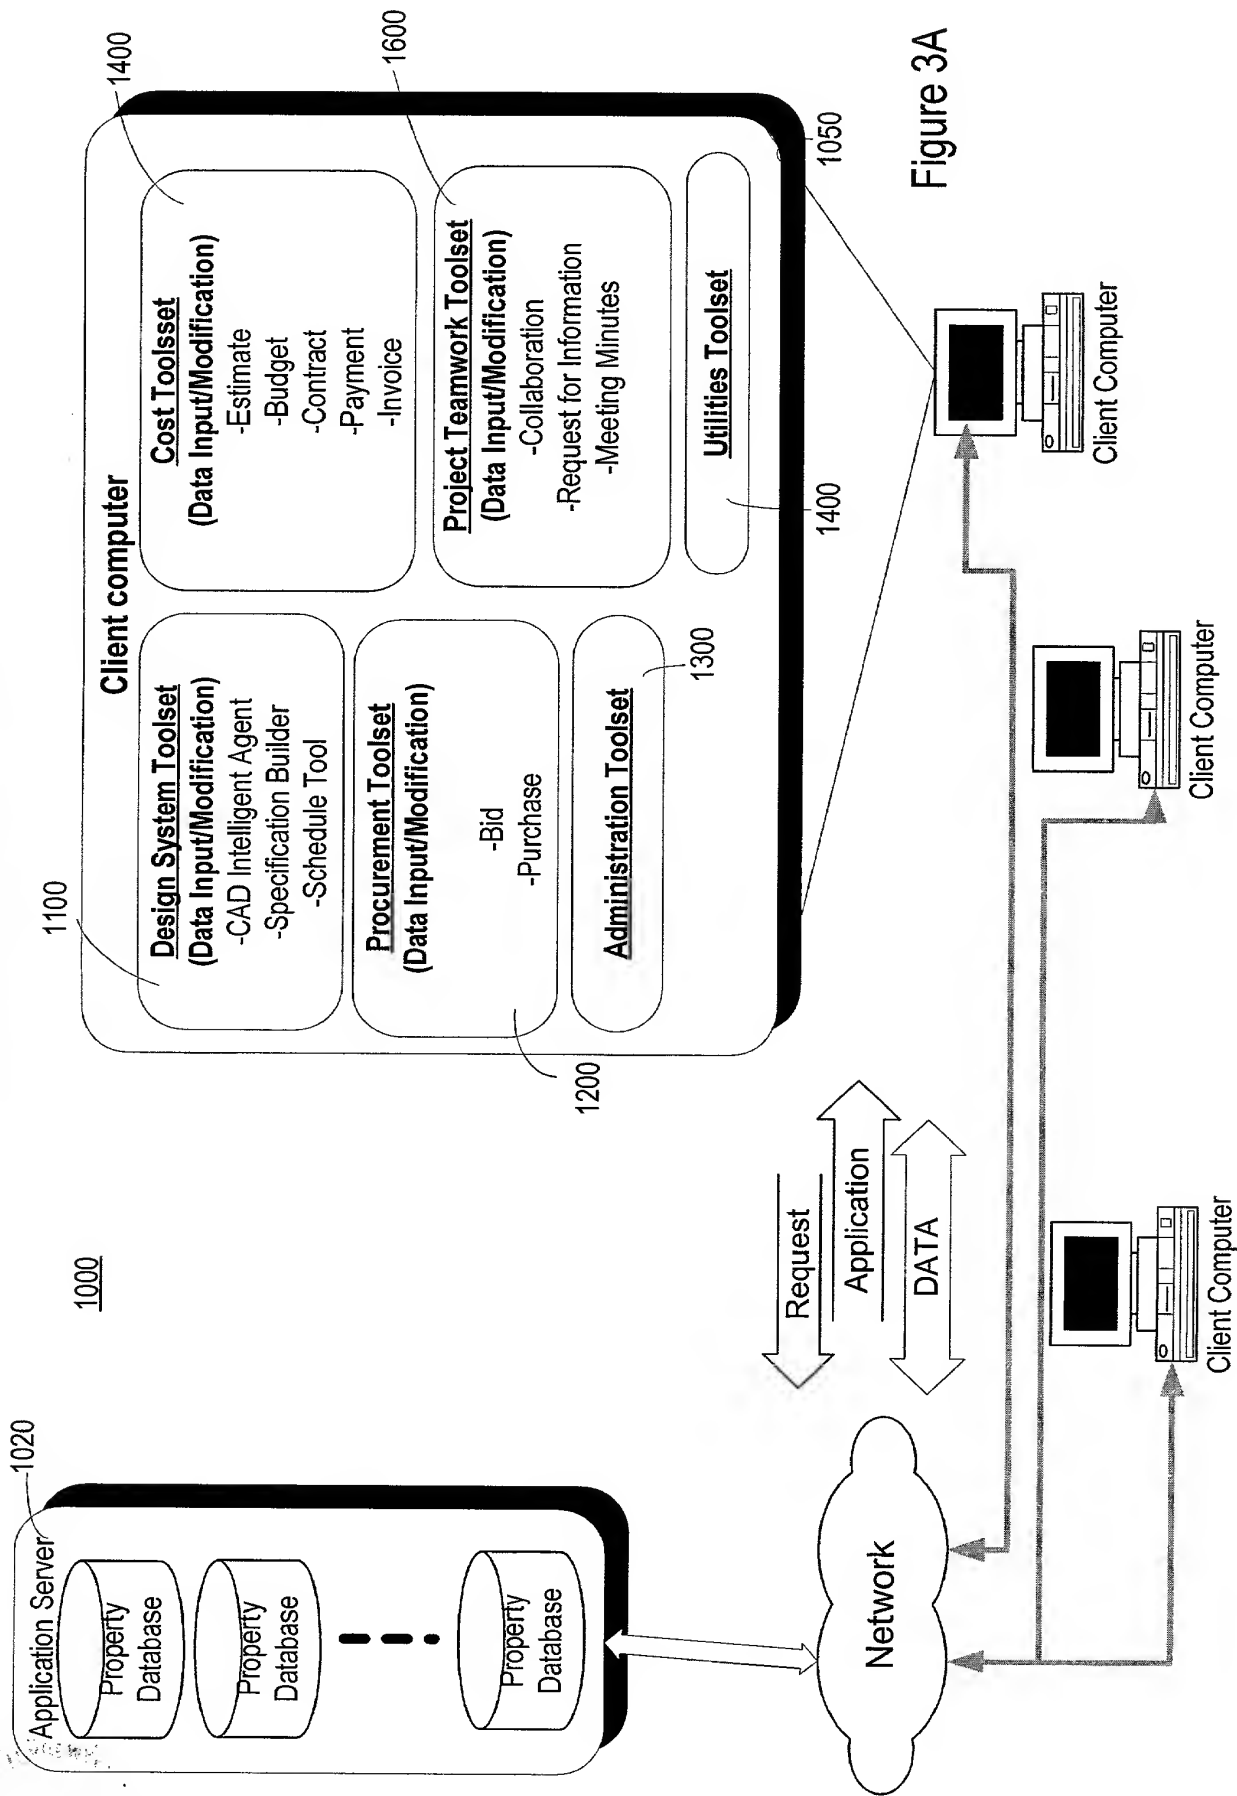 1000
Application Server
1020
Property
Database
Property
Database
Property
Database
Network
Request
Application
DATA
Client computer
1100
Design System Toolset
(Data Input/Modification)
-CAD Intelligent Agent
-Specification Builder
-Schedule Tool
1200
Procurement Toolset
(Data Input/Modification)
-Bid
-Purchase
Administration Toolset
1300
1400
Cost Toolsset
(Data Input/Modification)
-Estimate
-Budget
-Contract
-Payment
-Invoice
1600
Project Teamwork Toolset
(Data Input/Modification)
-Collaboration
-Request for Information
-Meeting Minutes
Utilities Toolset
1400
1050
Client Computer
Client Computer
Client Computer
Figure 3A